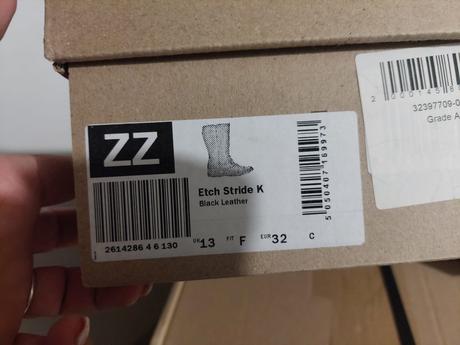 ZZ
Etch Stride K
Black Leather
2614286 4 6 130
5 050407 169973
UK 13 FIT F EUR 32 C
32397709-0
Grade A